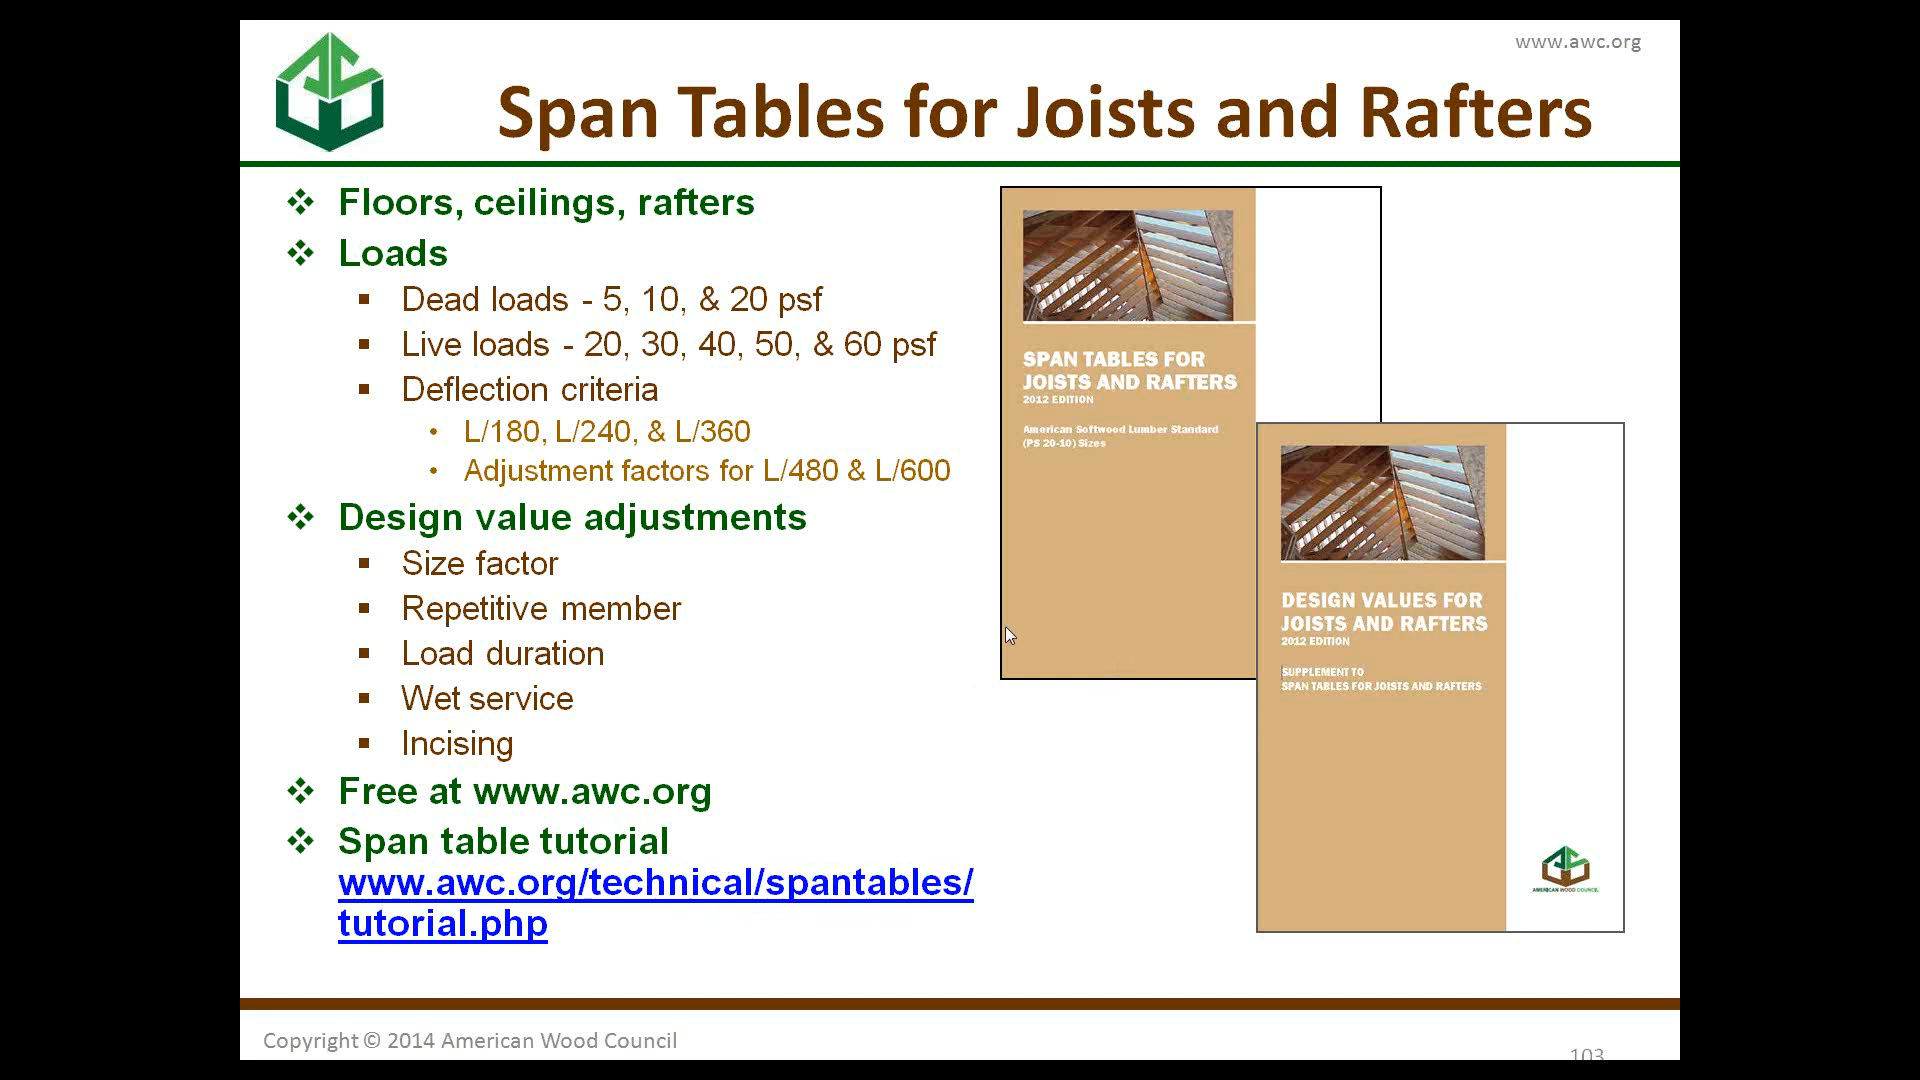 www.awc.org
Span Tables for Joists and Rafters
Floors, ceilings, rafters
Loads
Dead loads - 5, 10, & 20 psf
Live loads - 20, 30, 40, 50, & 60 psf
Deflection criteria
L/180, L/240, & L/360
Adjustment factors for L/480 & L/600
Design value adjustments
Size factor
Repetitive member
Load duration
Wet service
Incising
Free at www.awc.org
Span table tutorial
www.awc.org/technical/spantables/
tutorial.php
SPAN TABLES FOR
JOISTS AND RAFTERS
2012 EDITION
American Softwood Lumber Standard
(PS 20-10) Sizes
DESIGN VALUES FOR
JOISTS AND RAFTERS
2012 EDITION
SUPPLEMENT TO
SPAN TABLES FOR JOISTS AND RAFTERS
AMERICAN WOOD COUNCIL
Copyright © 2014 American Wood Council
103